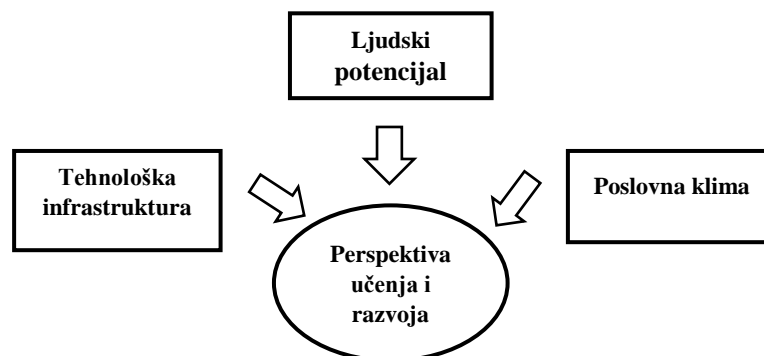 Ljudski
potencijal
Tehnološka
infrastruktura
Poslovna klima
Perspektiva
učenja i
razvoja